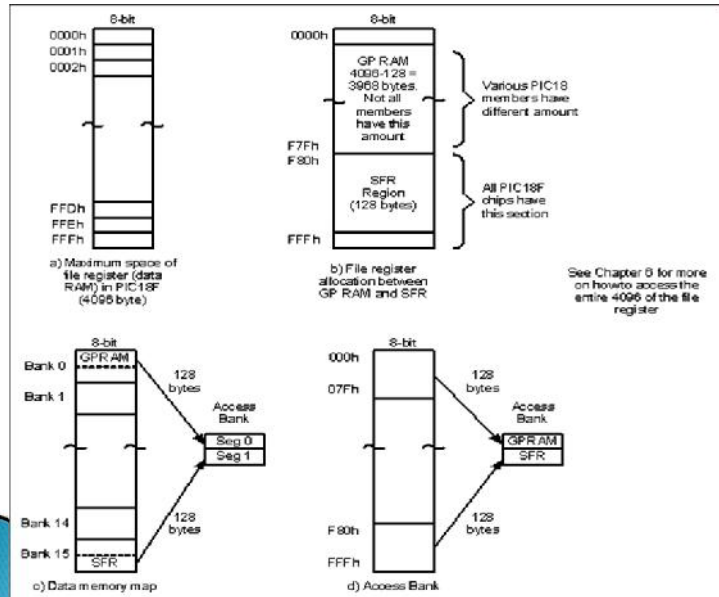 8-bit
0000h
0001h
0002h
FFDh
FFEh
FFFh
a) Maximum space of
file register (data
RAM) in PIC18F
(4096 byte)
8-bit
0000h
GP RAM
4096-128 =
3968 bytes.
Not all
members
have this
amount
F7Fh
F80h
SFR
Region
(128 bytes)
FFFh
Various PIC18
members have
different amount
All PIC18F
chips have
this section
b) File register
allocation between
GP RAM and SFR
See Chapter 6 for more
on howto access the
entire 4096 of the file
register
8-bit
GPRAM
Bank 0
Bank 1
Bank 14
Bank 15
SFR
128
bytes
Access
Bank
Seg 0
Seg 1
128
bytes
c) Data memory map
8-bit
000h
07Fh
F80h
FFFh
128
bytes
Access
Bank
GPRAM
SFR
128
bytes
d) Access Bank